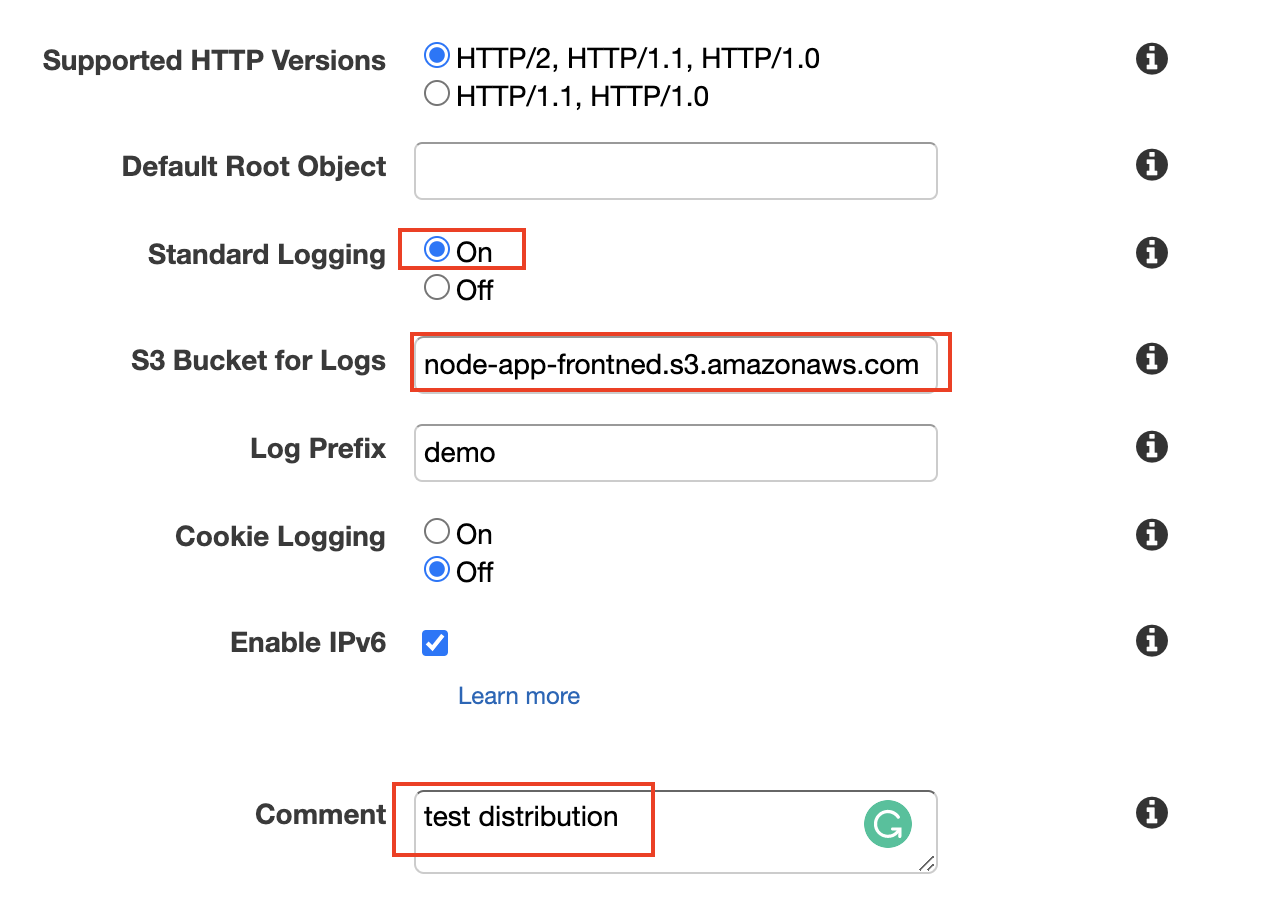 Supported HTTP Versions
HTTP/2, HTTP/1.1, HTTP/1.0
HTTP/1.1, HTTP/1.0
Default Root Object
Standard Logging
On
Off
S3 Bucket for Logs
node-app-frontned.s3.amazonaws.com
Log Prefix
demo
Cookie Logging
On
Off
Enable IPv6
Learn more
Comment
test distribution